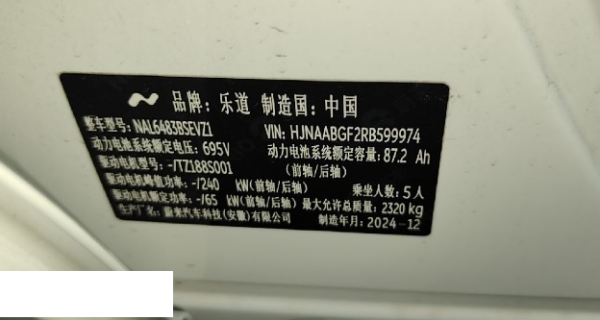 品牌: 乐道 制造国: 中国
整车型号: NAL6483BSEVZ1 VIN: HJNAABGF2RB599974
动力电池系统额定电压: 695V 动力电池系统额定容量: 87.2 Ah
驱动电机型号: -/TZ188S001 (前轴/后轴)
驱动电机峰值功率: -/240 kW(前轴/后轴) 乘坐人数: 5人
驱动电机额定功率: -/65 kW(前轴/后轴) 最大允许总质量: 2320kg
生产厂名: 蔚来汽车科技(安徽)有限公司 制造年月: 2024-12